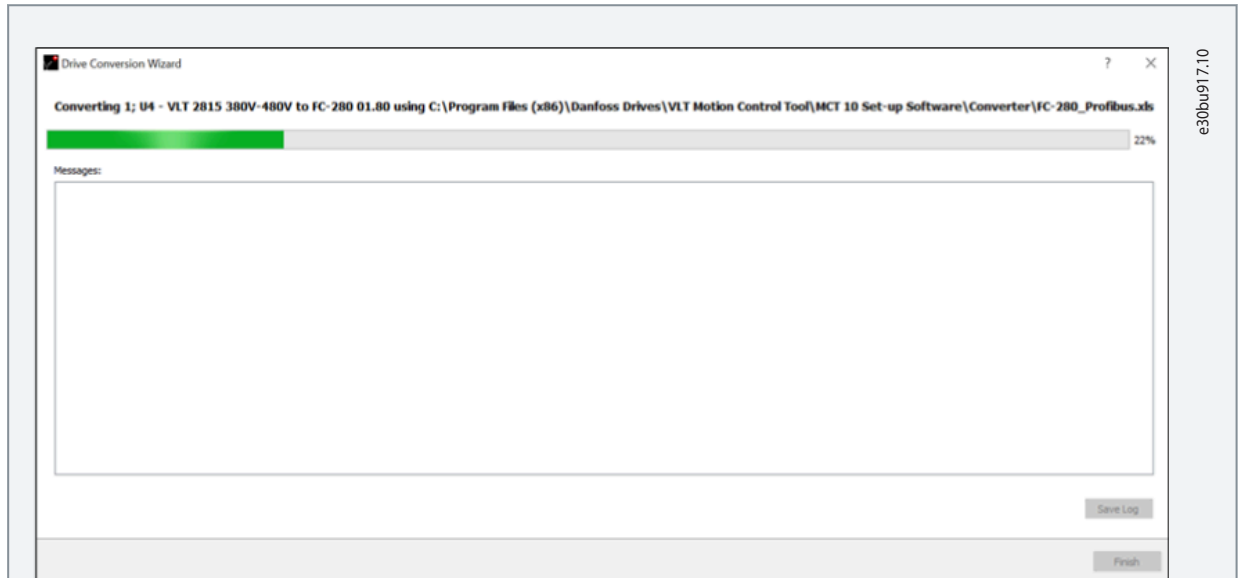 Drive Conversion Wizard
Converting 1; U4 - VLT 2815 380V-480V to FC-280 01.80 using C:\Program Files (x86)\Danfoss Drives\VLT Motion Control Tool\MCT 10 Set-up Software\Converter\FC-280_Profibus.xls
22%
Messages:
Save Log
Finish
e30bu917.10